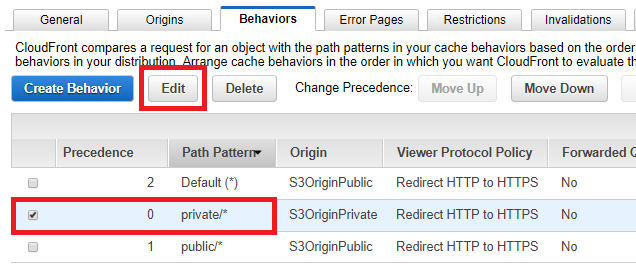 General Origins Behaviors Error Pages Restrictions Invalidations
CloudFront compares a request for an object with the path patterns in your cache behaviors based on the order
behaviors in your distribution. Arrange cache behaviors in the order in which you want CloudFront to evaluate
Create Behavior Edit Delete Change Precedence: Move Up Move Down
Precedence Path Pattern Origin Viewer Protocol Policy Forwarded
2 Default (*) S3OriginPublic Redirect HTTP to HTTPS No
0 private/* S3OriginPrivate Redirect HTTP to HTTPS No
1 public/* S3OriginPublic Redirect HTTP to HTTPS No